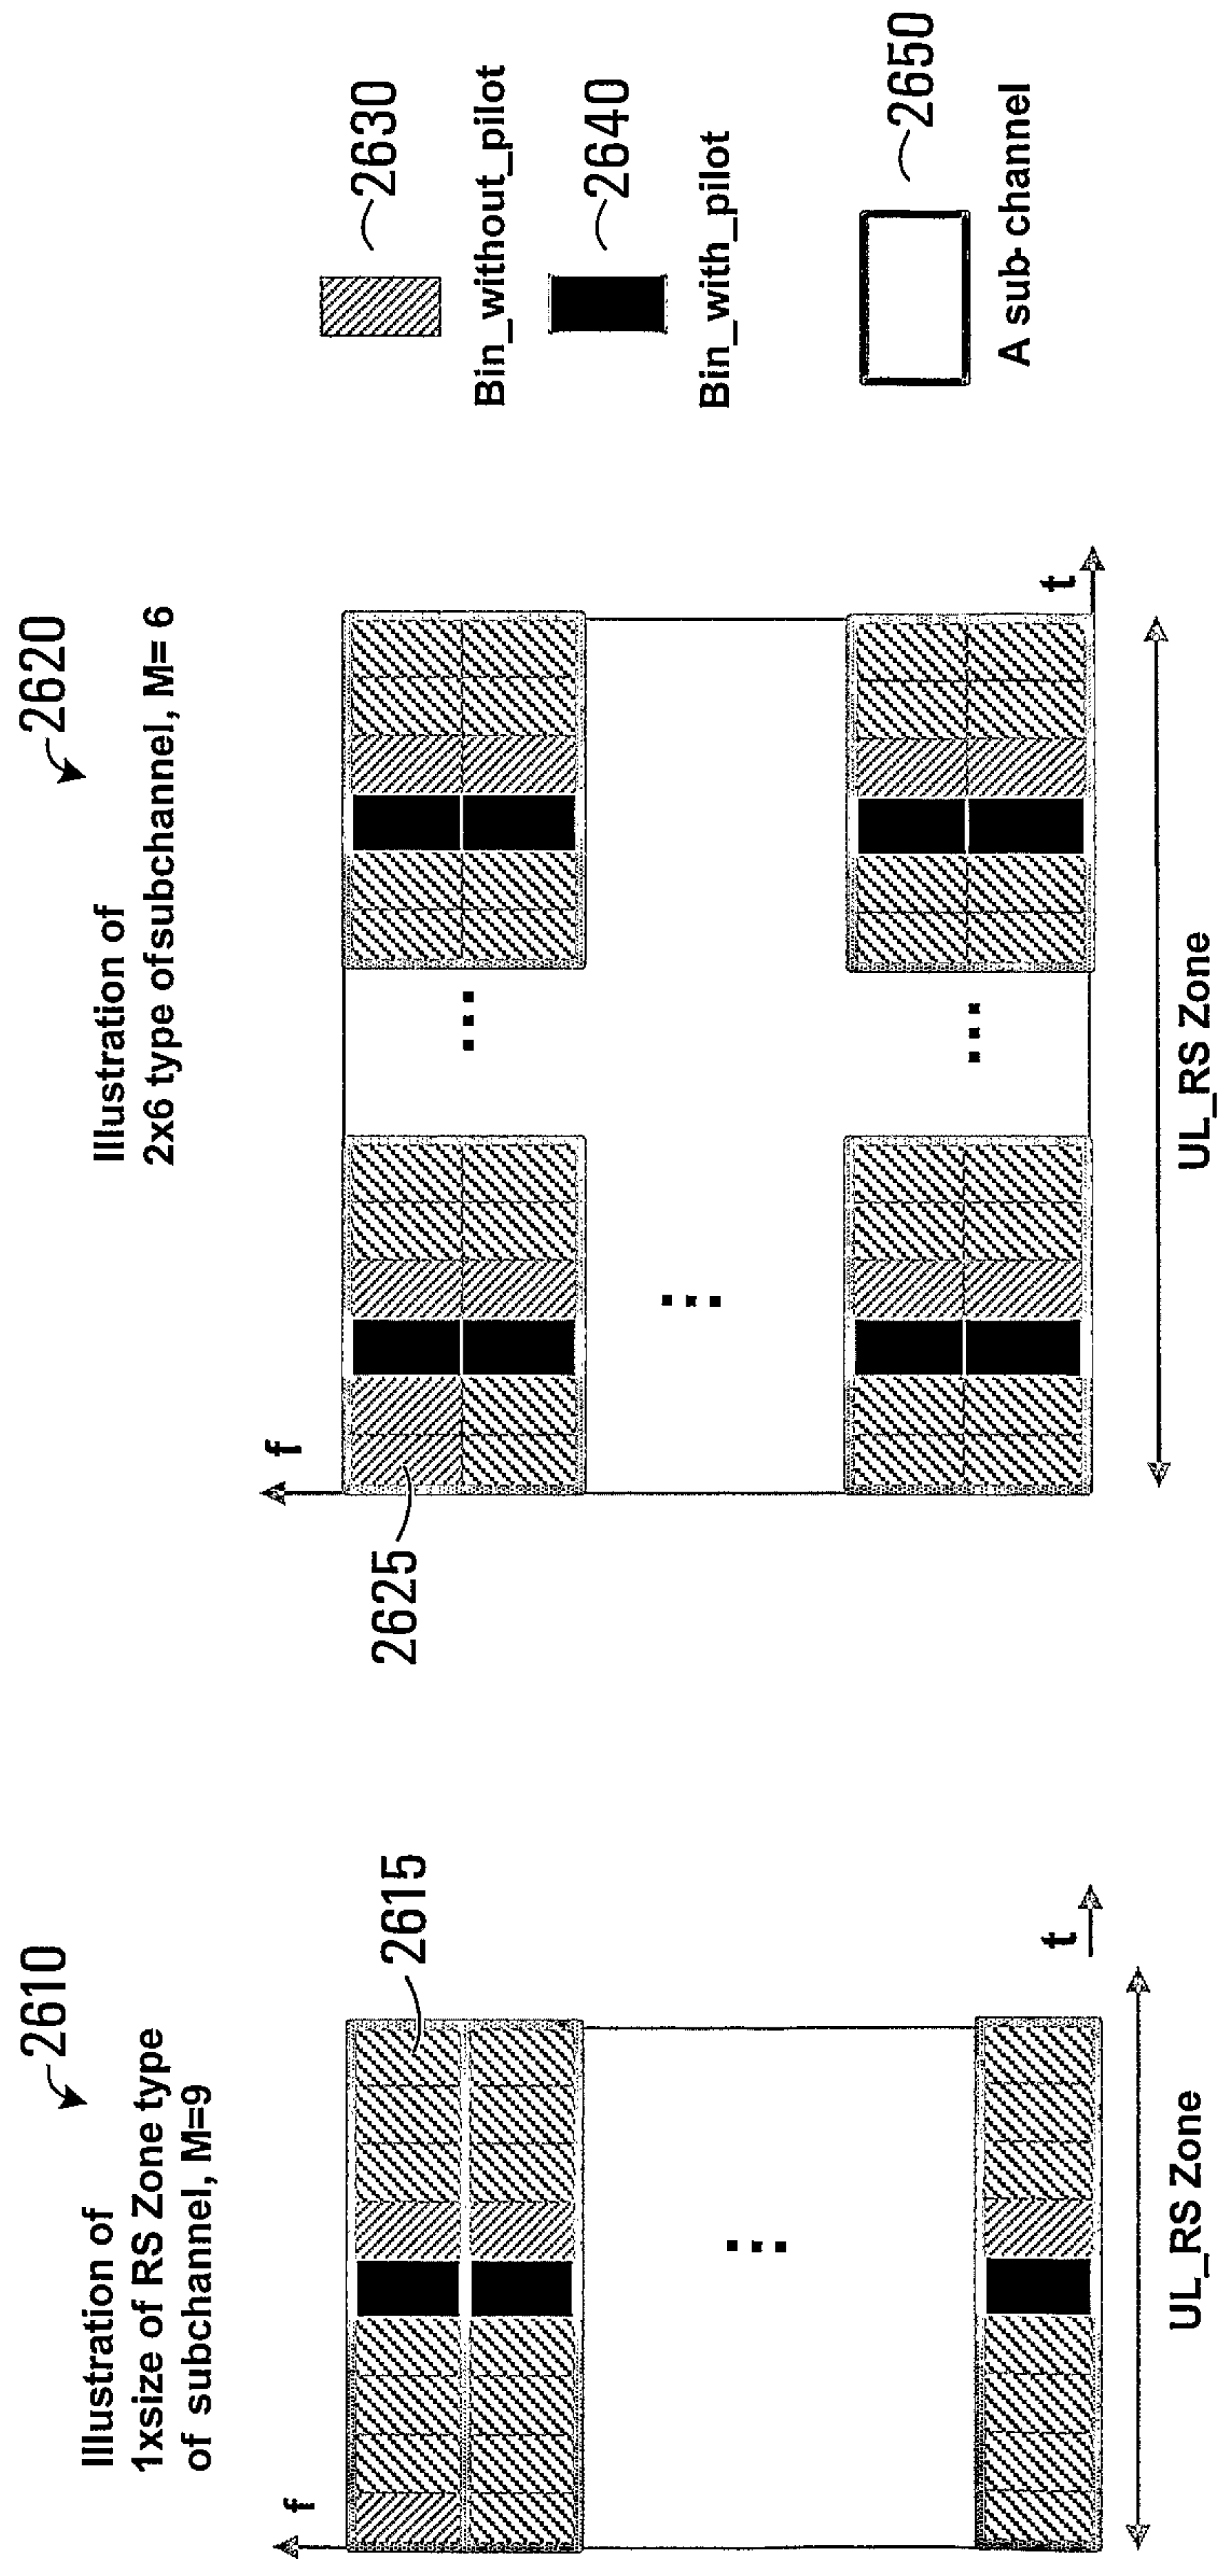 2610
Illustration of
1xsize of RS Zone type
of subchannel, M=9
f
2615
t
UL_RS Zone
2620
Illustration of
2x6 type of subchannel, M= 6
f
2625
t
UL_RS Zone
2630
Bin_without_pilot
2640
Bin_with_pilot
2650
A sub-channel